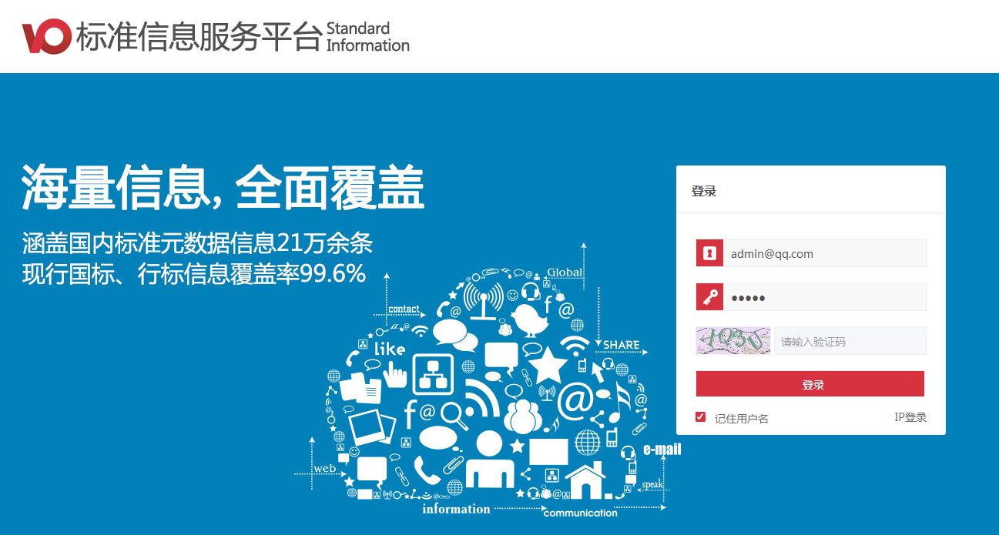 标准信息服务平台
Standard
Information
海量信息, 全面覆盖
涵盖国内标准元数据信息21万余条
现行国标、行标信息覆盖率99.6%
登录
admin@qq.com
•••••
请输入验证码
登录
记住用户名
IP登录
Global
contact
like
SHARE
e-mail
web
speak
information
communication